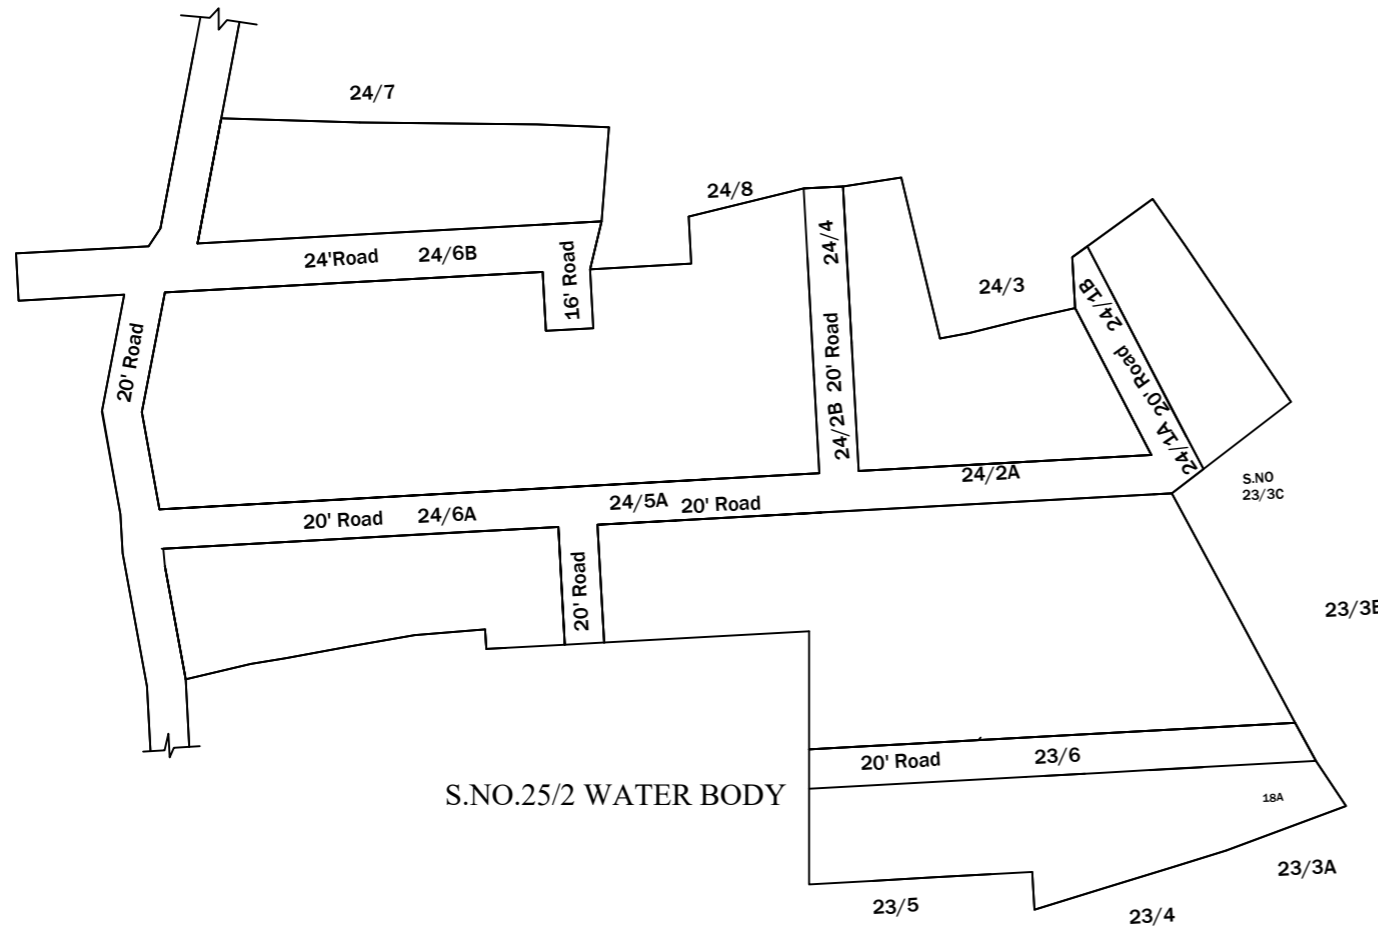 24/7
24/8
24/4
24/3
24'Road 24/6B
16' Road
24/1B
20' Road
20' Road
20' Road
24/1A
24/2B
24/2A
S.NO
23/3C
20' Road 24/6A
24/5A 20' Road
20' Road
23/3E
20' Road 23/6
S.NO.25/2 WATER BODY
18A
23/3A
23/5
23/4